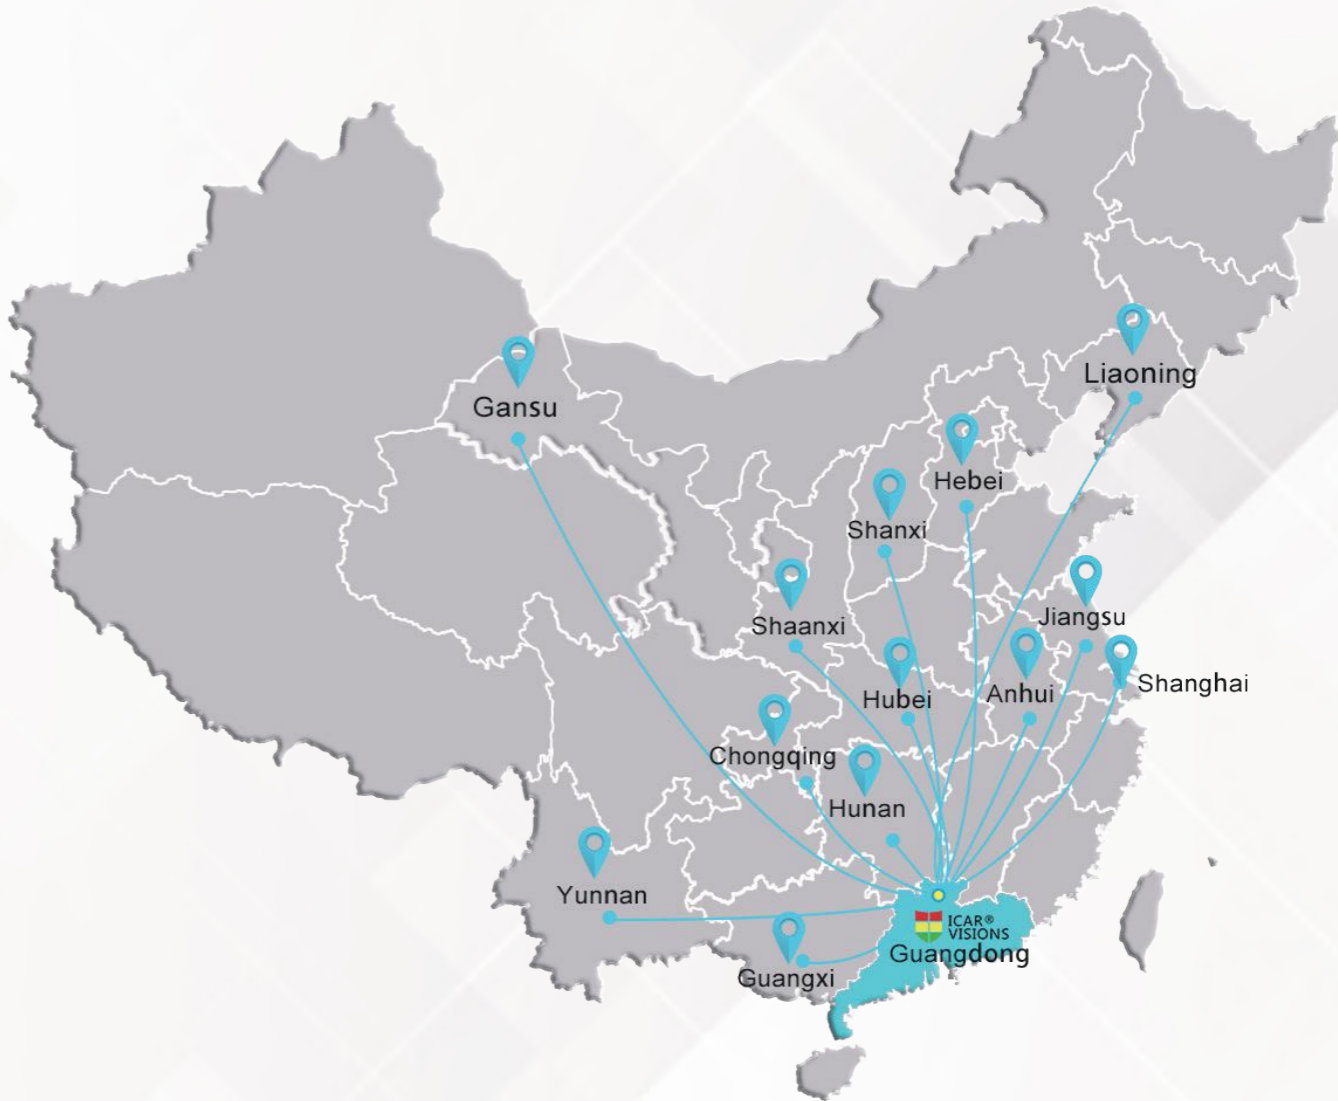 Liaoning
Gansu
Hebei
Shanxi
Jiangsu
Shaanxi
Shanghai
Anhui
Hubei
Chongqing
Hunan
Yunnan
ICAR®
VISIONS
Guangdong
Guangxi